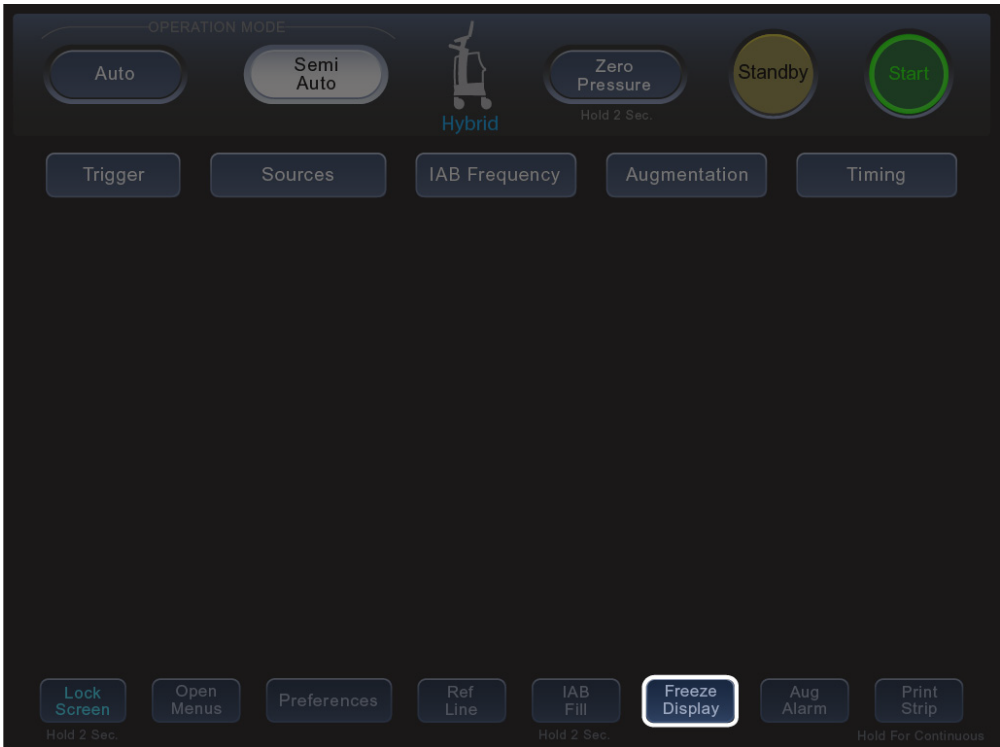 OPERATION MODE
Auto
Semi
Auto
Hybrid
Zero
Pressure
Hold 2 Sec.
Standby
Start
Trigger
Sources
IAB Frequency
Augmentation
Timing
Lock
Screen
Hold 2 Sec.
Open
Menus
Preferences
Ref
Line
IAB
Fill
Hold 2 Sec.
Freeze
Display
Aug
Alarm
Print
Strip
Hold For Continuous